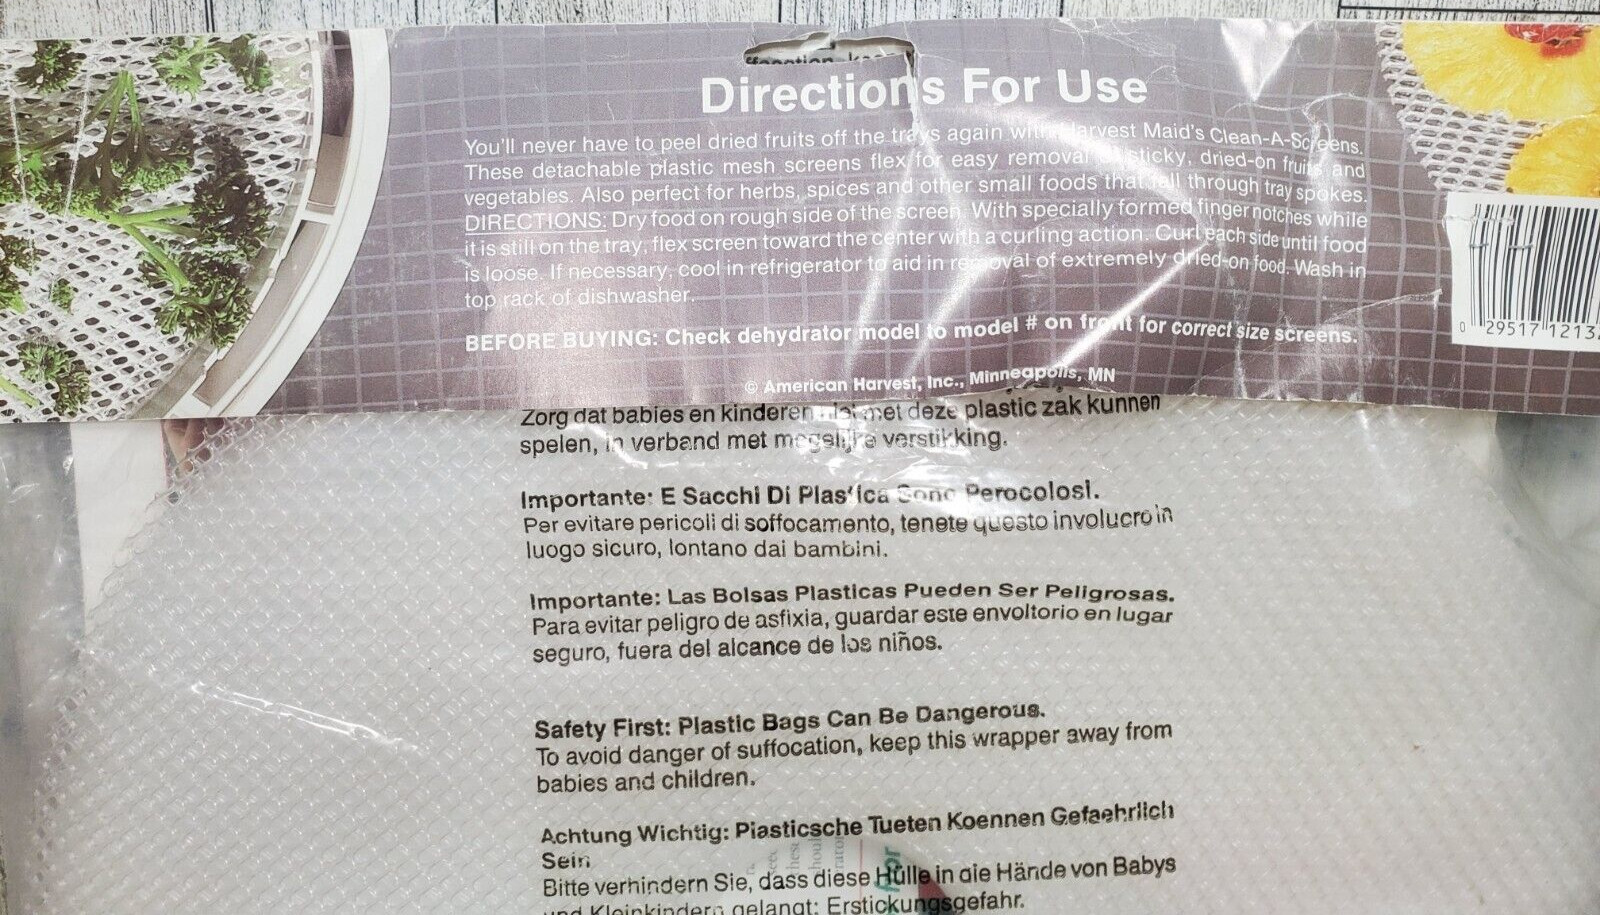 Directions For Use
You'll never have to peel dried fruits off the trays again with Harvest Maid's Clean-A-Screens.
These detachable plastic mesh screens flex for easy removal of sticky, dried-on fruits and
vegetables. Also perfect for herbs, spices and other small foods that fall through tray spokes.
DIRECTIONS: Dry food on rough side of the screen. With specially formed finger notches while
it is still on the tray, flex screen toward the center with a curling action. Curl each side until food
is loose. If necessary, cool in refrigerator to aid in removal of extremely dried-on food. Wash in
top rack of dishwasher.
BEFORE BUYING: Check dehydrator model to model # on front for correct size screens.
© American Harvest, Inc., Minneapolis, MN
0 29517 1213
Zorg dat babies en kinderen niet met deze plastic zak kunnen
spelen, in verband met mogelijke verstikking.
Importante: E Sacchi Di Plastica Sono Perocolosi.
Per evitare pericoli di soffocamento, tenete questo involucro in
luogo sicuro, lontano dai bambini.
Importante: Las Bolsas Plasticas Pueden Ser Peligrosas.
Para evitar peligro de asfixia, guardar este envoltorio en lugar
seguro, fuera del alcance de los niños.
Safety First: Plastic Bags Can Be Dangerous.
To avoid danger of suffocation, keep this wrapper away from
babies and children.
Achtung Wichtig: Plasticsche Tueten Koennen Gefaehrlich
Sein
Bitte verhindern Sie, dass diese Hülle in die Hände von Babys
und Kleinkindern gelangt: Erstickungsgefahr.
for